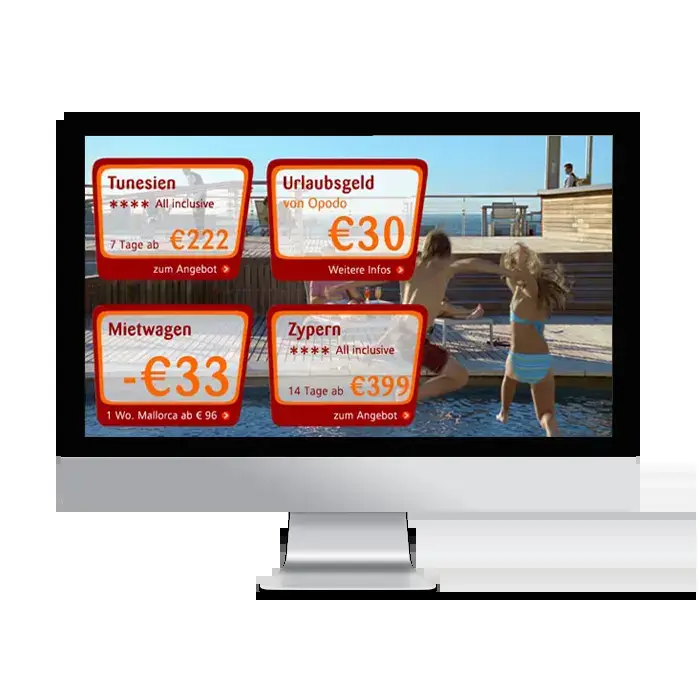 Tunesien
**** All inclusive
7 Tage ab €222
zum Angebot
Urlaubsgeld
von Opodo
€30
Weitere Infos
Mietwagen
-€33
1 Wo. Mallorca ab € 96
Zypern
**** All inclusive
14 Tage ab €399
zum Angebot